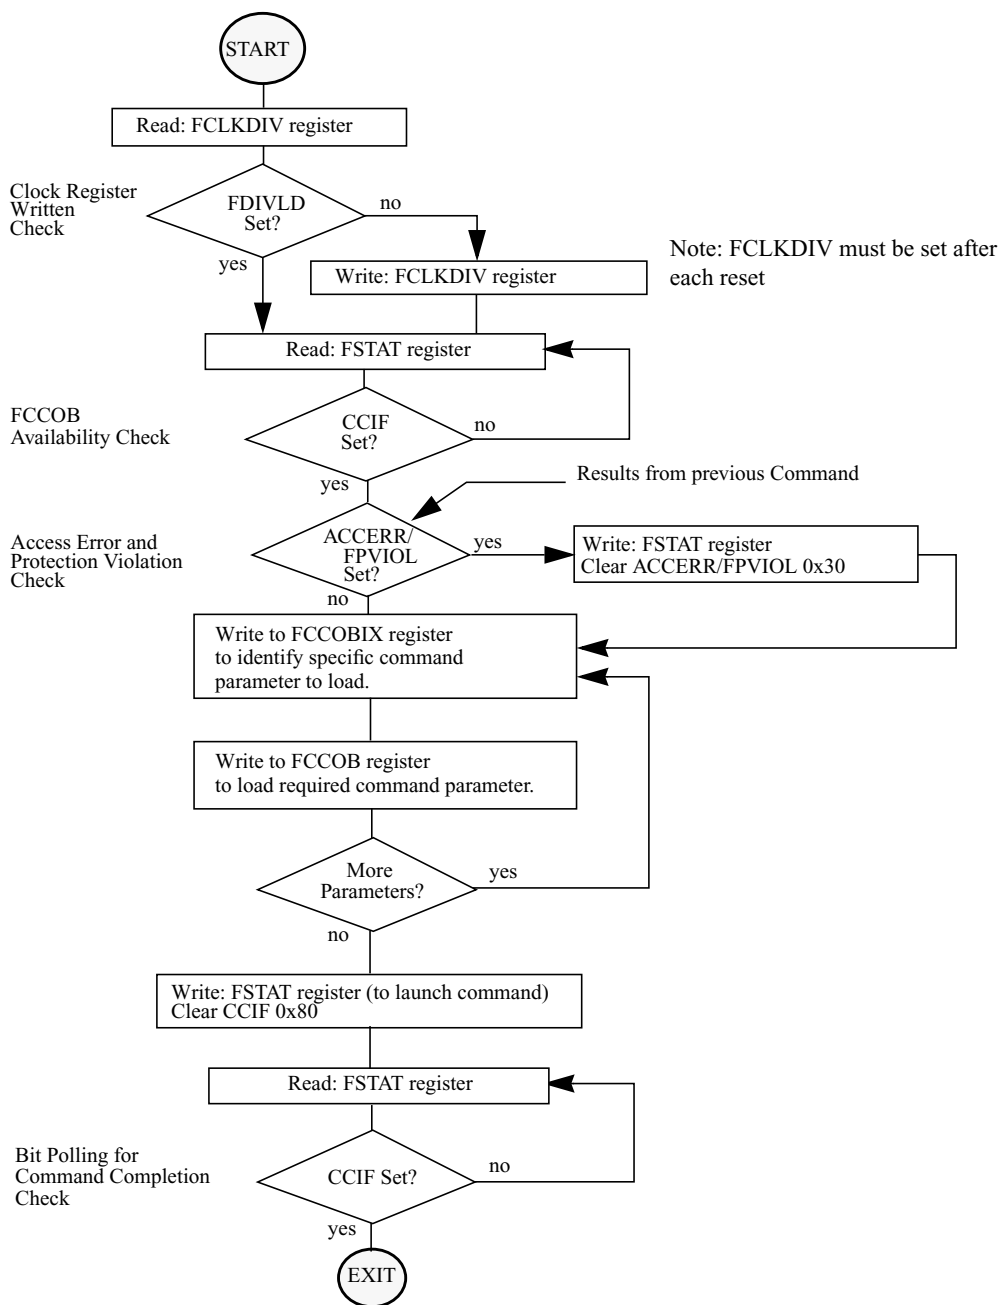 START
Read: FCLKDIV register
Clock Register
Written
Check
FDIVLD
Set?
no
yes
Note: FCLKDIV must be set after
each reset
Write: FCLKDIV register
Read: FSTAT register
FCCOB
Availability Check
CCIF
Set?
no
yes
Results from previous Command
Access Error and
Protection Violation
Check
ACCERR/
FPVIOL
Set?
yes
no
Write: FSTAT register
Clear ACCERR/FPVIOL 0x30
Write to FCCOBIX register
to identify specific command
parameter to load.
Write to FCCOB register
to load required command parameter.
More
Parameters?
yes
no
Write: FSTAT register (to launch command)
Clear CCIF 0x80
Read: FSTAT register
Bit Polling for
Command Completion
Check
CCIF Set?
no
yes
EXIT